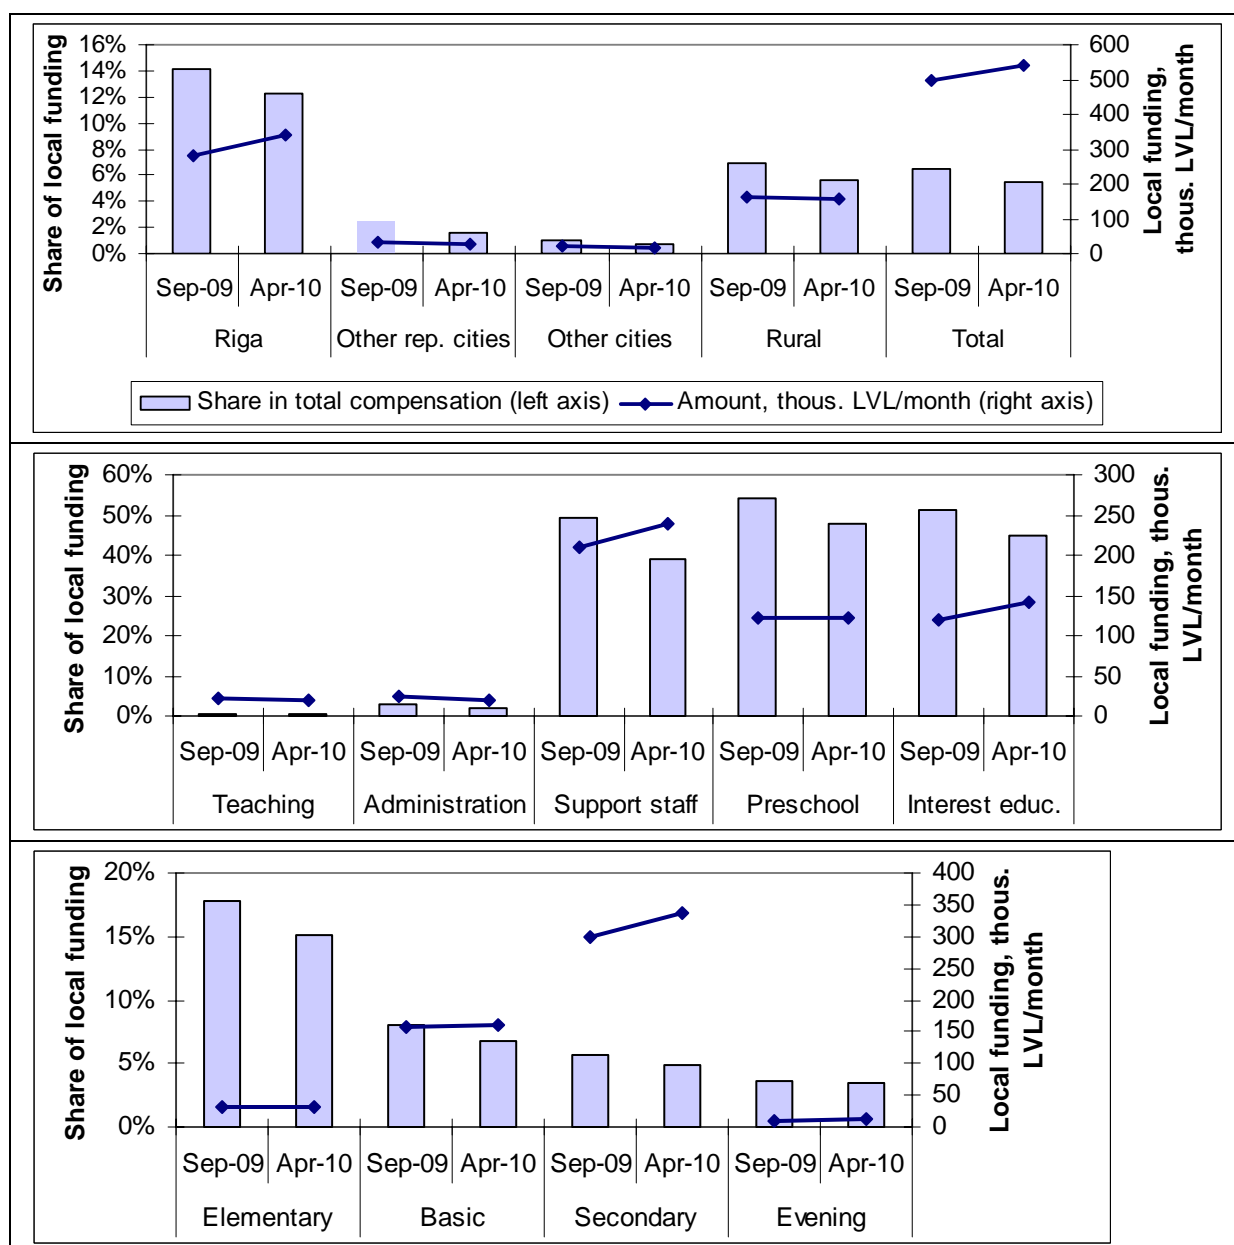 Share of local funding
16%
14%
12%
10%
8%
6%
4%
2%
0%
600
500
400
300
200
100
0
Local funding,
thous. LVL/month
Sep-09 Apr-10 Sep-09 Apr-10 Sep-09 Apr-10 Sep-09 Apr-10 Sep-09 Apr-10
Riga Other rep. cities Other cities Rural Total
Share in total compensation (left axis) Amount, thous. LVL/month (right axis)
Share of local funding
60%
50%
40%
30%
20%
10%
0%
300
250
200
150
100
50
0
Local funding, thous.
LVL/month
Sep-09 Apr-10 Sep-09 Apr-10 Sep-09 Apr-10 Sep-09 Apr-10 Sep-09 Apr-10
Teaching Administration Support staff Preschool Interest educ.
Share of local funding
20%
15%
10%
5%
0%
400
350
300
250
200
150
100
50
0
Local funding, thous.
LVL/month
Sep-09 Apr-10 Sep-09 Apr-10 Sep-09 Apr-10 Sep-09 Apr-10
Elementary Basic Secondary Evening